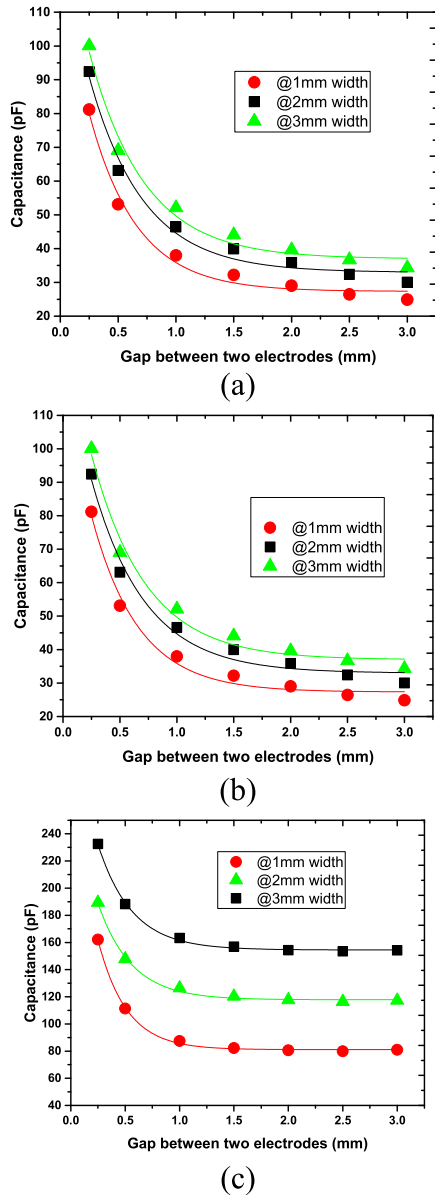 110
100
90
80
70
60
50
40
30
20
Capacitance (pF)
@1mm width
@2mm width
@3mm width
0.0 0.5 1.0 1.5 2.0 2.5 3.0
Gap between two electrodes (mm)
(a)
110
100
90
80
70
60
50
40
30
20
Capacitance (pF)
@1mm width
@2mm width
@3mm width
0.0 0.5 1.0 1.5 2.0 2.5 3.0
Gap between two electrodes (mm)
(b)
240
220
200
180
160
140
120
100
80
60
40
Capacitance (pF)
@1mm width
@2mm width
@3mm width
0.0 0.5 1.0 1.5 2.0 2.5 3.0
Gap between two electrodes (mm)
(c)